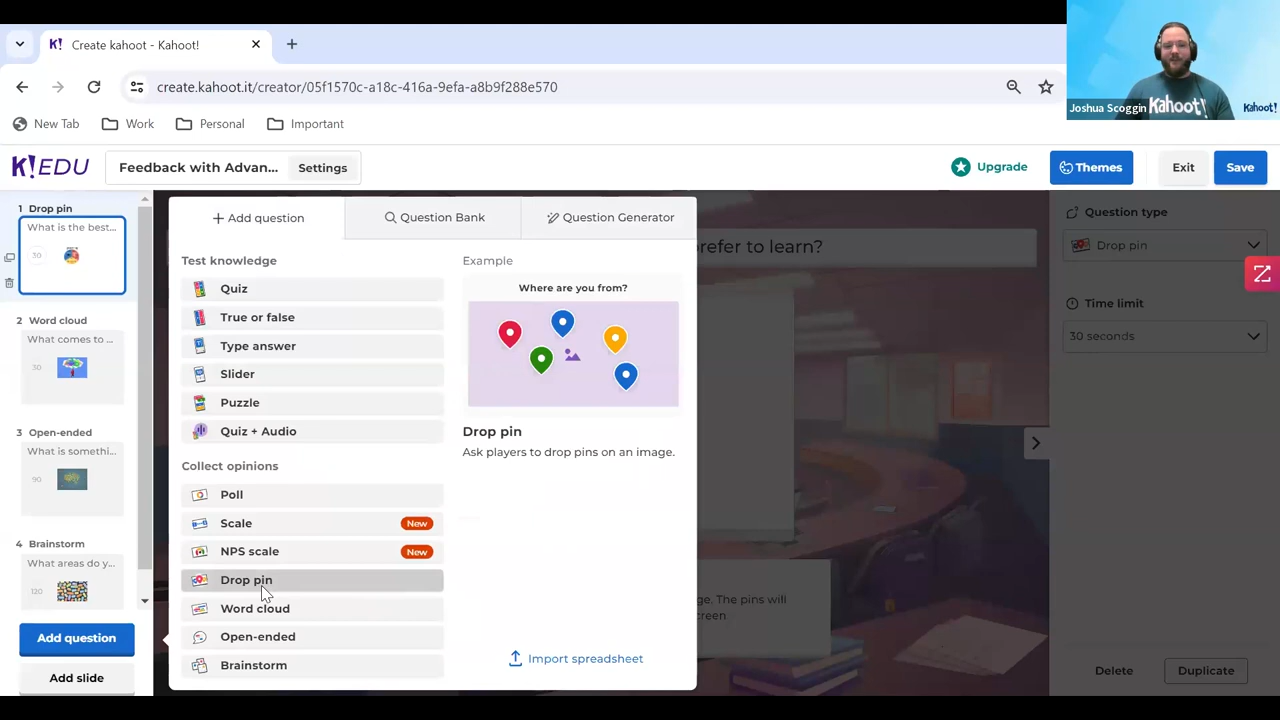 Create kahoot - Kahoot!
create.kahoot.it/creator/05f1570c-a18c-416a-9efa-a8b9f288e570
New Tab
Work
Personal
Important
Joshua Scoggin
Kahoot!
Kahoot!
K!EDU
Feedback with Advan...
Settings
Upgrade
Themes
Exit
Save
1 Drop pin
What is the best...
30
2 Word cloud
What comes to ...
30
3 Open-ended
What is somethi...
90
4 Brainstorm
What areas do y...
120
Add question
Add slide
Add question
Question Bank
Question Generator
Test knowledge
Quiz
True or false
Type answer
Slider
Puzzle
Quiz + Audio
Collect opinions
Poll
Scale
New
NPS scale
New
Drop pin
Word cloud
Open-ended
Brainstorm
Example
Where are you from?
Drop pin
Ask players to drop pins on an image.
Import spreadsheet
refer to learn?
ge. The pins will
creen
Question type
Drop pin
Time limit
30 seconds
Delete
Duplicate